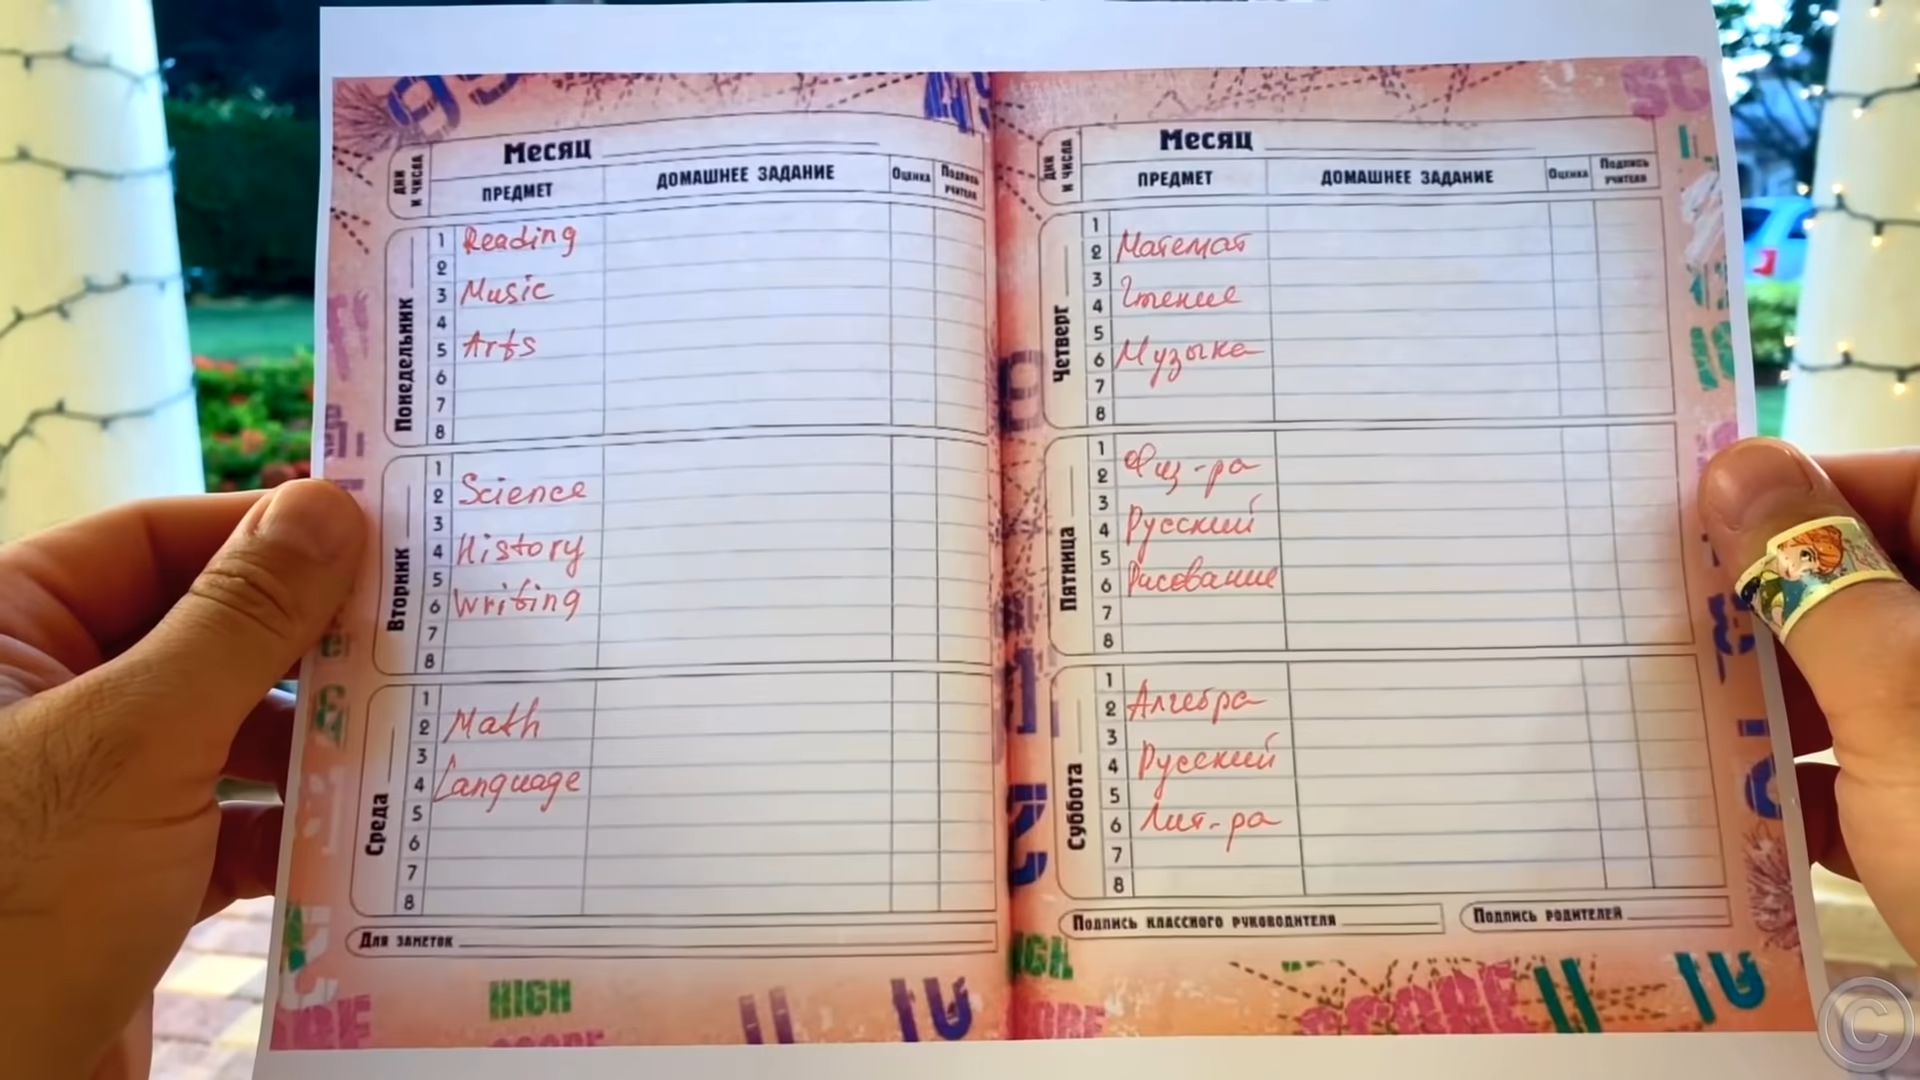 Месяц
ДНИ И ЧИСЛА
ПРЕДМЕТ
ДОМАШНЕЕ ЗАДАНИЕ
Оценка
Подпись учителя
Понедельник
1 Reading
2
3 Music
4
5 Arts
6
7
8
Вторник
1
2 Science
3
4 History
5
6 Writing
7
8
Среда
1
2 Math
3
4 Language
5
6
7
8
Для заметок
HIGH
Месяц
ДНИ И ЧИСЛА
ПРЕДМЕТ
ДОМАШНЕЕ ЗАДАНИЕ
Оценка
Подпись учителя
Четверг
1
2 Математ
3
4 Чтение
5
6 Музыка
7
8
Пятница
1
2 Физ-ра
3
4 Русский
5
6 Рисование
7
8
Суббота
1
2 Алгебра
3
4 Русский
5
6 Лит-ра
7
8
Подпись классного руководителя
Подпись родителей
SCORE
11
©